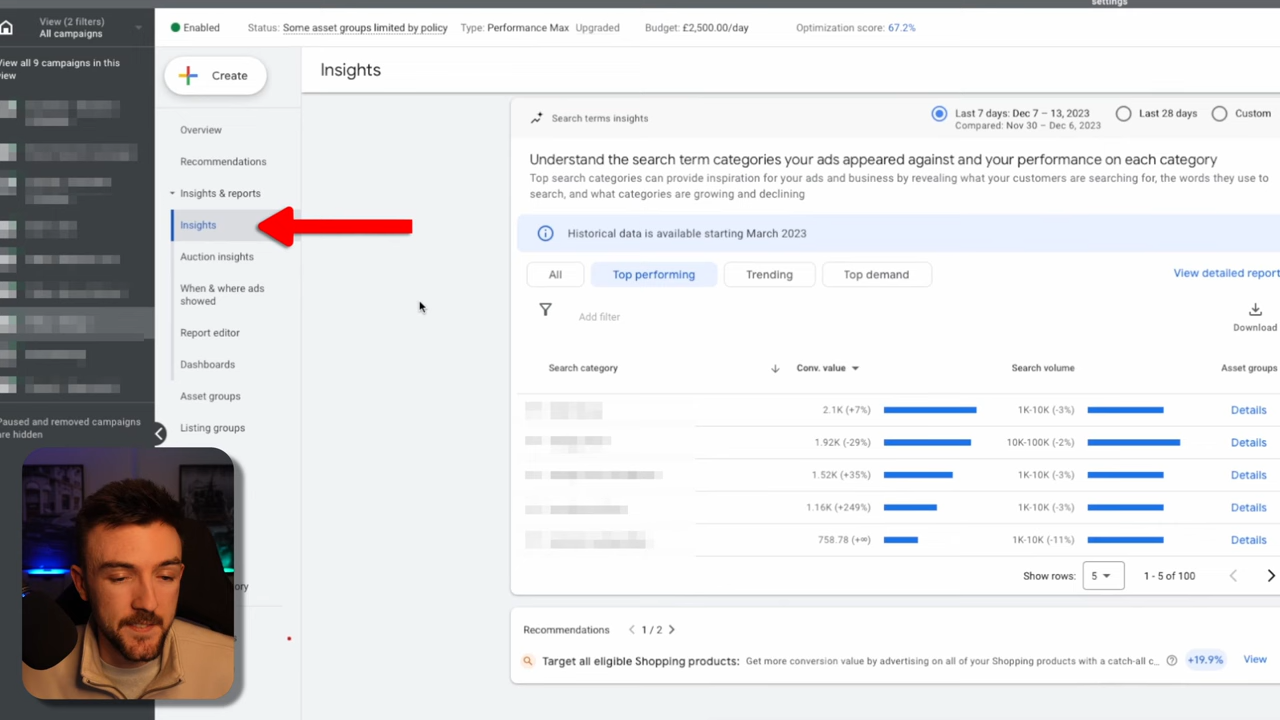 settings
View (2 filters)
All campaigns
Enabled
Status: Some asset groups limited by policy
Type: Performance Max Upgraded
Budget: £2,500.00/day
Optimization score: 67.2%
View all 9 campaigns in this
view
Create
Insights
Overview
Recommendations
Insights & reports
Insights
Auction insights
When & where ads
showed
Report editor
Dashboards
Asset groups
Listing groups
Paused and removed campaigns
are hidden
Search terms insights
Last 7 days: Dec 7 – 13, 2023
Compared: Nov 30 – Dec 6, 2023
Last 28 days
Custom
Understand the search term categories your ads appeared against and your performance on each category
Top search categories can provide inspiration for your ads and business by revealing what your customers are searching for, the words they use to
search, and what categories are growing and declining
Historical data is available starting March 2023
All
Top performing
Trending
Top demand
View detailed report
Add filter
Download
Search category
Conv. value
Search volume
Asset groups
2.1K (+7%)
1K-10K (-3%)
Details
1.92K (-29%)
10K-100K (-2%)
Details
1.52K (+35%)
1K-10K (-3%)
Details
1.16K (+249%)
1K-10K (-3%)
Details
758.78 (+∞)
1K-10K (-11%)
Details
Show rows: 5
1 - 5 of 100
Recommendations
1 / 2
Target all eligible Shopping products: Get more conversion value by advertising on all of your Shopping products with a catch-all c...
+19.9%
View